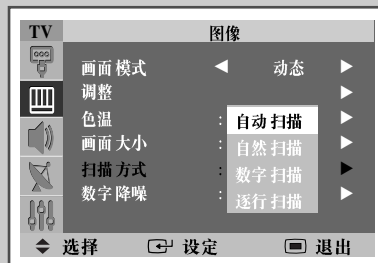 TV 图像
画面模式 ◀ 动态 ▶
调整 ▶
色温 : 自动扫描 ▶
画面大小 : 自然扫描 ▶
扫描方式 : 数字扫描 ▶
数字降噪 : 逐行扫描 ▶
选择 设定 退出